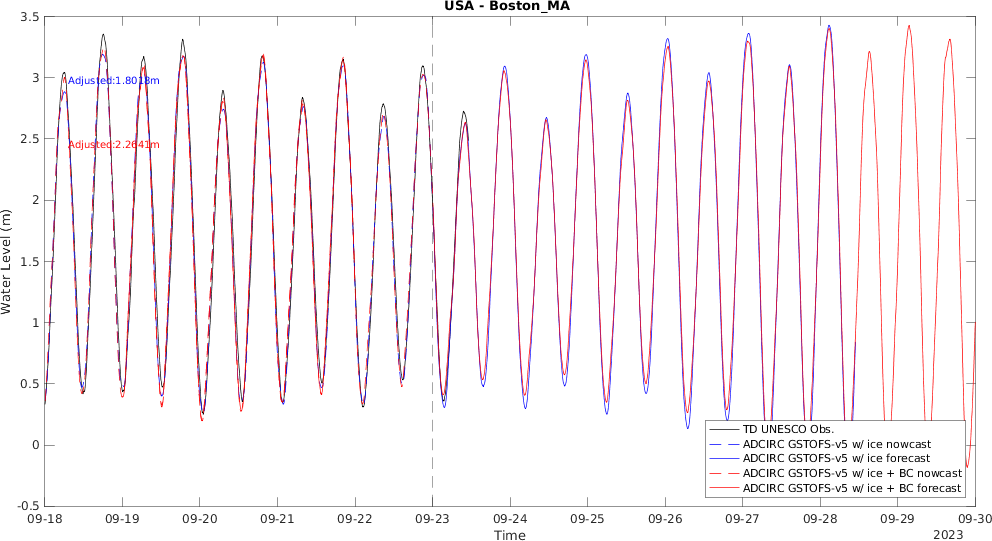 USA - Boston_MA
3.5
3
2.5
2
1.5
1
0.5
0
-0.5
Water Level (m)
Adjusted:1.8018m
Adjusted:2.2641m
TD UNESCO Obs.
ADCIRC GSTOFS-v5 w/ ice nowcast
ADCIRC GSTOFS-v5 w/ ice forecast
ADCIRC GSTOFS-v5 w/ ice + BC nowcast
ADCIRC GSTOFS-v5 w/ ice + BC forecast
09-18 09-19 09-20 09-21 09-22 09-23 09-24 09-25 09-26 09-27 09-28 09-29 09-30
Time
2023